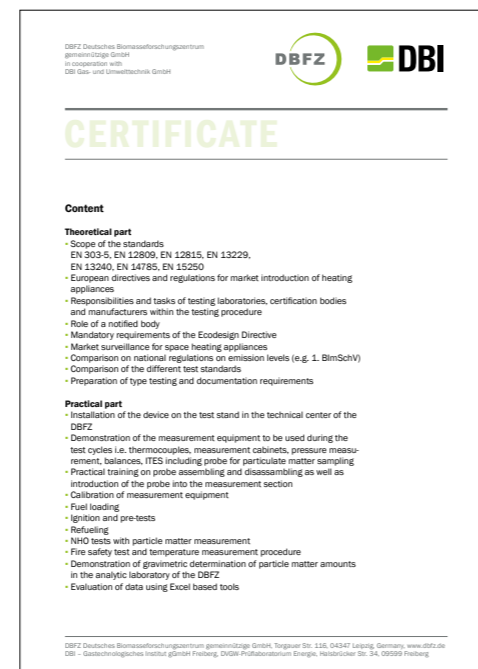 DBFZ Deutsches Biomasseforschungszentrum
gemeinnützige GmbH
in cooperation with
DBI Gas- und Umwelttechnik GmbH
DBFZ
DBI
CERTIFICATE
Content
Theoretical part
• Scope of the standards
EN 303-5, EN 12809, EN 12815, EN 13229,
EN 13240, EN 14785, EN 15250
• European directives and regulations for market introduction of heating
appliances
• Responsibilities and tasks of testing laboratories, certification bodies
and manufacturers within the testing procedure
• Role of a notified body
• Mandatory requirements of the Ecodesign Directive
• Market surveillance for space heating appliances
• Comparison on national regulations on emission levels (e.g. 1. BImSchV)
• Comparison of the different test standards
• Preparation of type testing and documentation requirements
Practical part
• Installation of the device on the test stand in the technical center of the
DBFZ
• Demonstration of the measurement equipment to be used during the
test cycles i.e. thermocouples, measurement cabinets, pressure measu-
rement, balances, ITES including probe for particulate matter sampling
• Practical training on probe assembling and disassambling as well as
introduction of the probe into the measurement section
• Calibration of measurement equipment
• Fuel loading
• Ignition and pre-tests
• Refueling
• NHO tests with particle matter measurement
• Fire safety test and temperature measurement procedure
• Demonstration of gravimetric determination of particle matter amounts
in the analytic laboratory of the DBFZ
• Evaluation of data using Excel based tools
DBFZ Deutsches Biomasseforschungszentrum gemeinnützige GmbH, Torgauer Str. 116, 04347 Leipzig, Germany, www.dbfz.de
DBI – Gastechnologisches Institut gGmbH Freiberg, DVGW-Prüflaboratorium Energie, Halsbrücker Str. 34, 09599 Freiberg